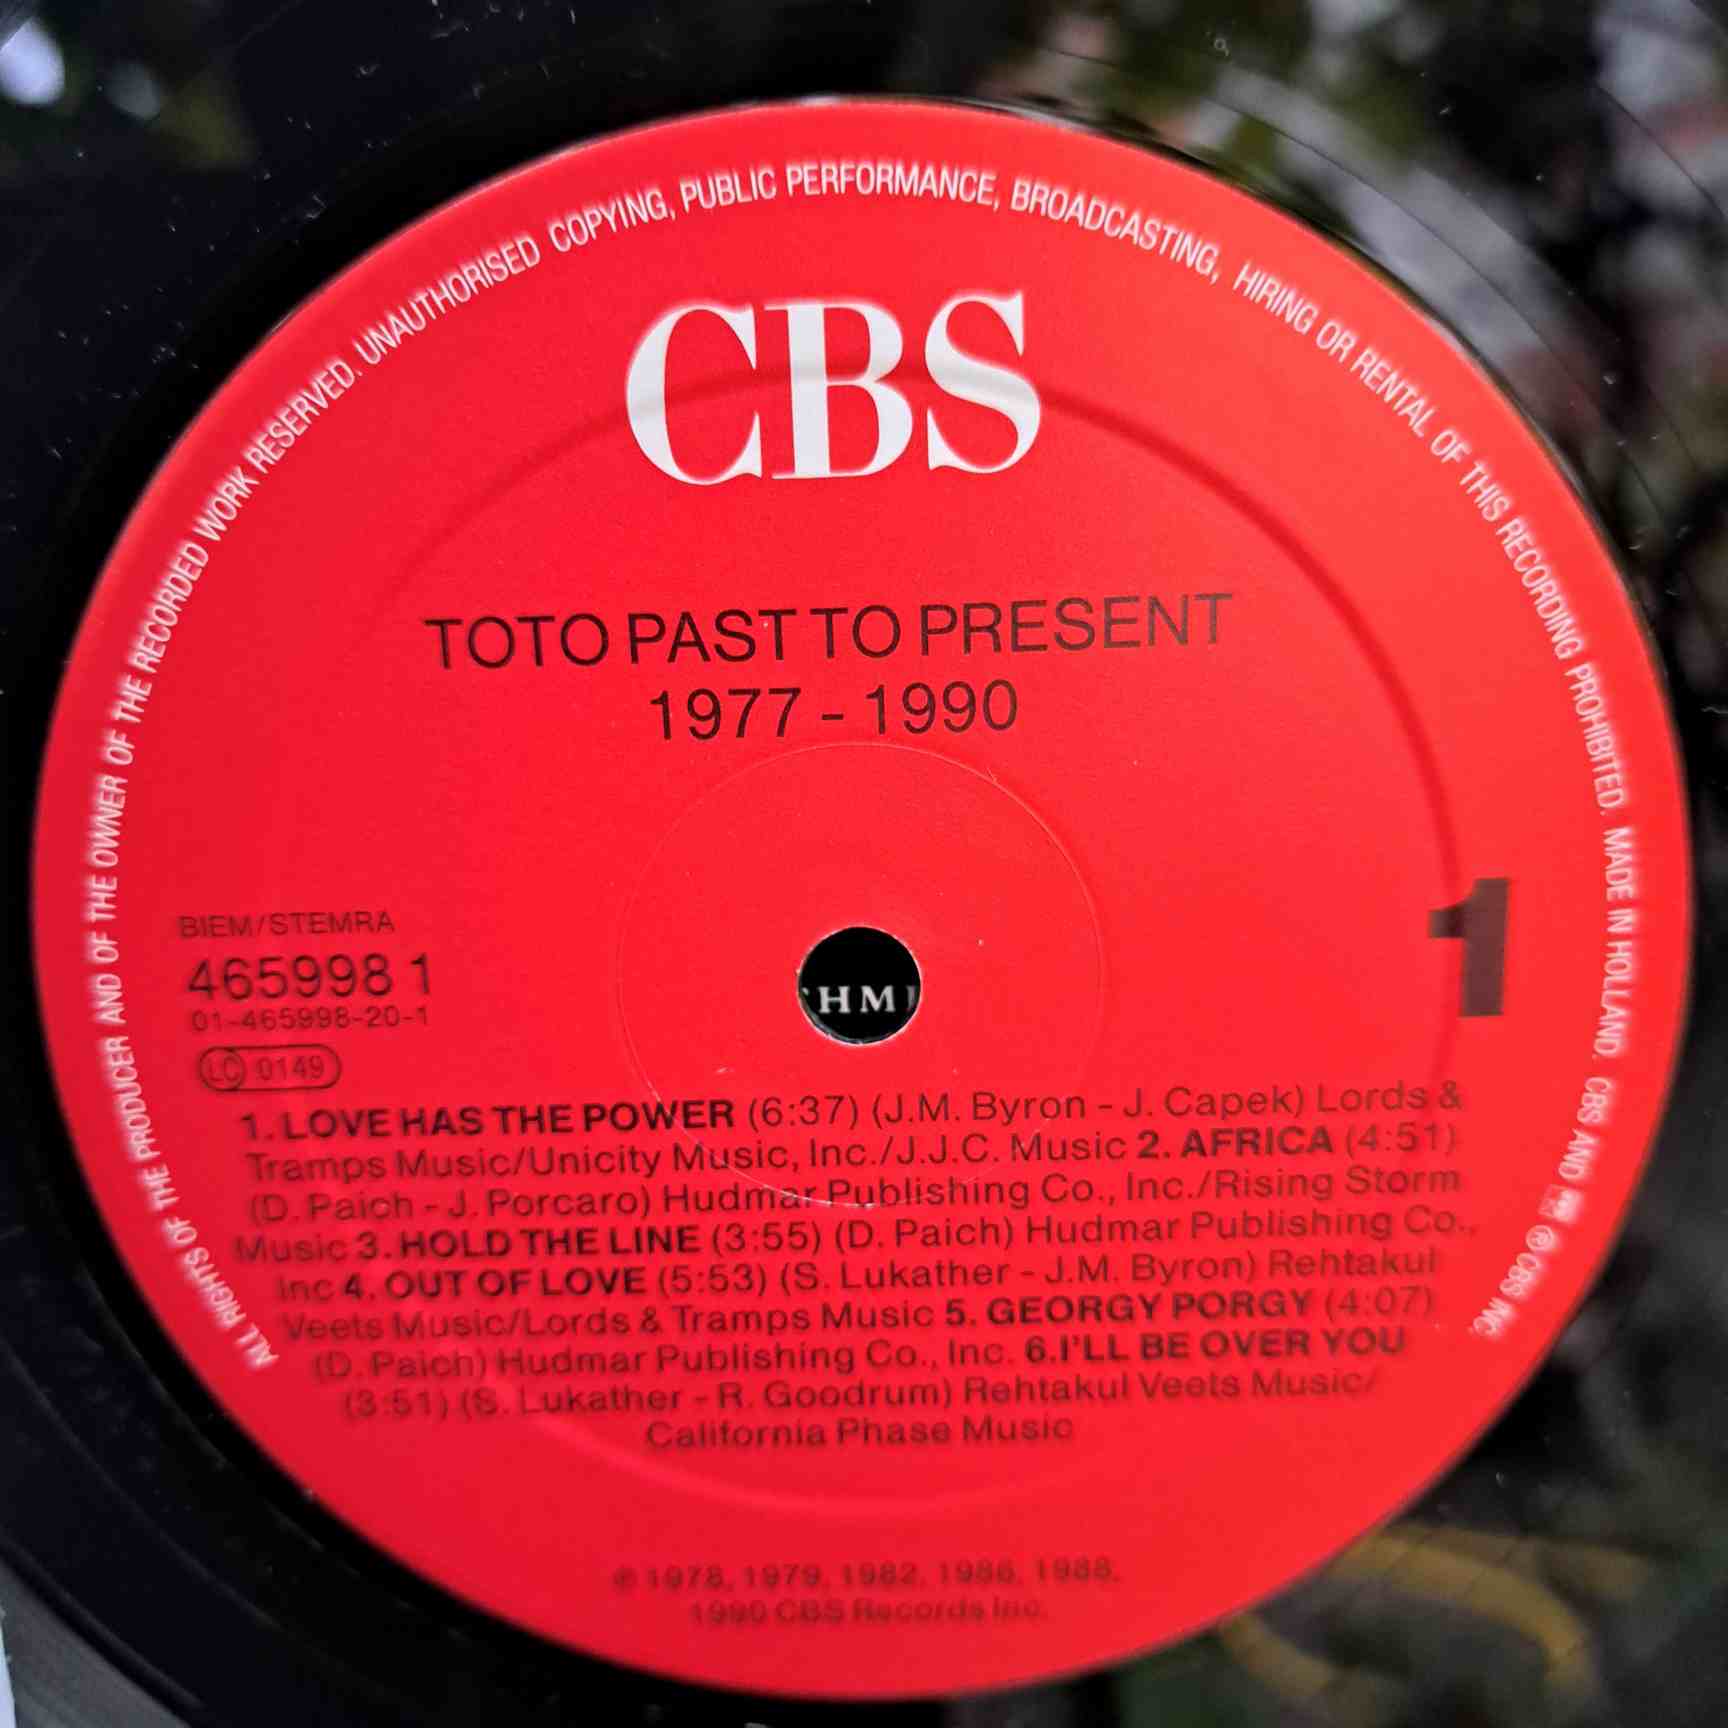 ALL RIGHTS OF THE PRODUCER AND OF THE OWNER OF THE RECORDED WORK RESERVED. UNAUTHORISED COPYING, PUBLIC PERFORMANCE, BROADCASTING, HIRING OR RENTAL OF THIS RECORDING PROHIBITED. MADE IN HOLLAND. CBS AND ℗ CBS INC.
CBS
TOTO PAST TO PRESENT
1977 - 1990
BIEM/STEMRA
465998 1
01-465998-20-1
LC 0149
1
HM
1. LOVE HAS THE POWER (6:37) (J.M. Byron - J. Capek) Lords &
Tramps Music/Unicity Music, Inc./J.J.C. Music 2. AFRICA (4:51)
(D. Paich - J. Porcaro) Hudmar Publishing Co., Inc./Rising Storm
Music 3. HOLD THE LINE (3:55) (D. Paich) Hudmar Publishing Co.,
Inc 4. OUT OF LOVE (5:53) (S. Lukather - J.M. Byron) Rehtakul
Veets Music/Lords & Tramps Music 5. GEORGY PORGY (4:07)
(D. Paich) Hudmar Publishing Co., Inc. 6.I'LL BE OVER YOU
(3:51) (S. Lukather - R. Goodrum) Rehtakul Veets Music/
California Phase Music
℗ 1978, 1979, 1982, 1986, 1988,
1990 CBS Records Inc.